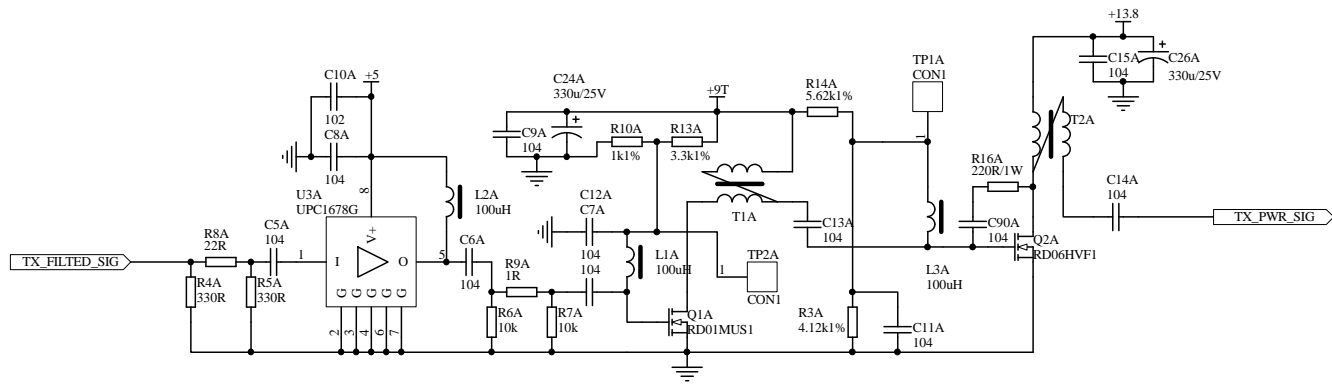 +13.8
C15A
104
C26A
330u/25V
TP1A
CON1
1
C10A
+5
102
C8A
104
C24A
330u/25V
+9T
R14A
5.62k1%
C9A
104
R10A
1k1%
R13A
3.3k1%
T2A
R16A
220R/1W
U3A
UPC1678G
8
V+
L2A
100uH
C12A
C7A
104
104
T1A
C13A
104
C90A
104
C14A
104
TX_PWR_SIG
Q2A
RD06HVF1
TX_FILTED_SIG
R8A
22R
C5A
104
1
I
O
5
C6A
104
R9A
1R
L1A
100uH
1
TP2A
CON1
L3A
100uH
R4A
330R
R5A
330R
G
G
G
G
G
2
3
4
6
7
R6A
10k
R7A
10k
Q1A
RD01MUS1
R3A
4.12k1%
C11A
104